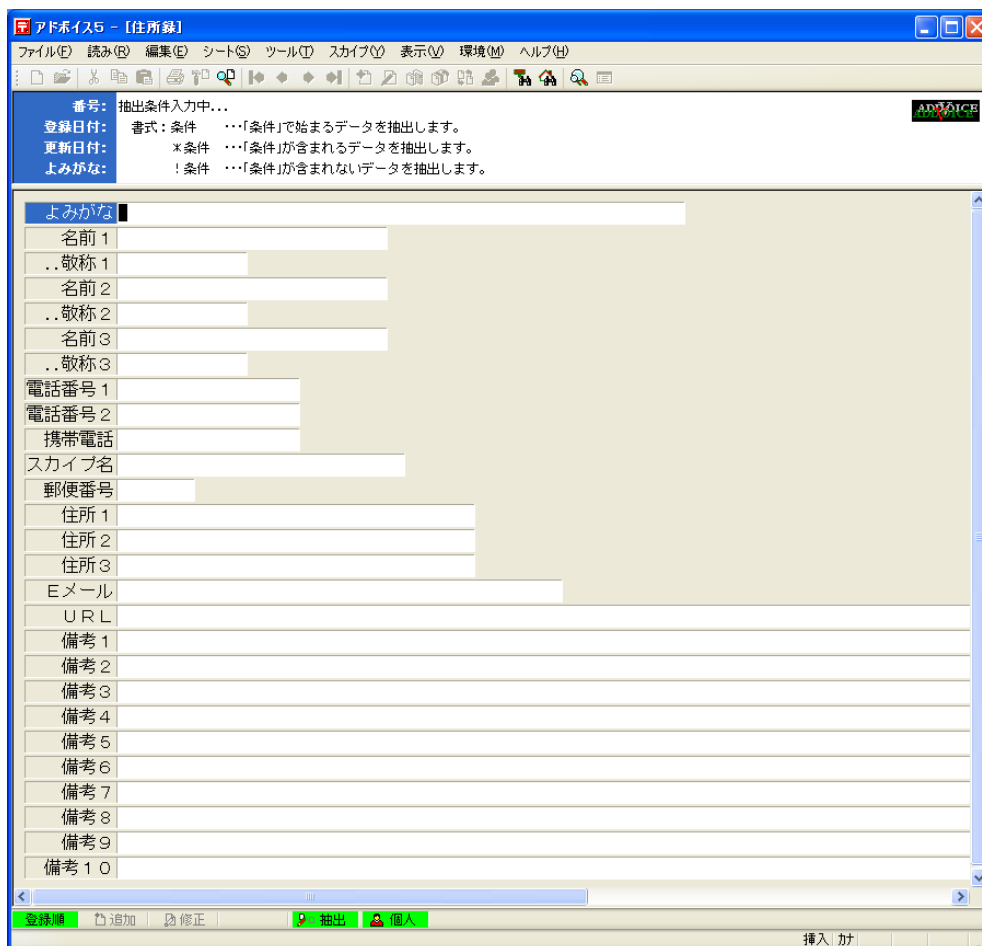 アドボイス5 - [住所録]
ファイル(F) 読み(R) 編集(E) シート(S) ツール(T) スカイプ(Y) 表示(V) 環境(M) ヘルプ(H)
番号: 抽出条件入力中...
ADDVOICE
登録日付: 書式：条件 …「条件」で始まるデータを抽出します。
更新日付: *条件 …「条件」が含まれるデータを抽出します。
よみがな: !条件 …「条件」が含まれないデータを抽出します。
よみがな
名前1
..敬称1
名前2
..敬称2
名前3
..敬称3
電話番号1
電話番号2
携帯電話
スカイプ名
郵便番号
住所1
住所2
住所3
Eメール
URL
備考1
備考2
備考3
備考4
備考5
備考6
備考7
備考8
備考9
備考10
登録順 追加 修正 抽出 個人
挿入 カナ